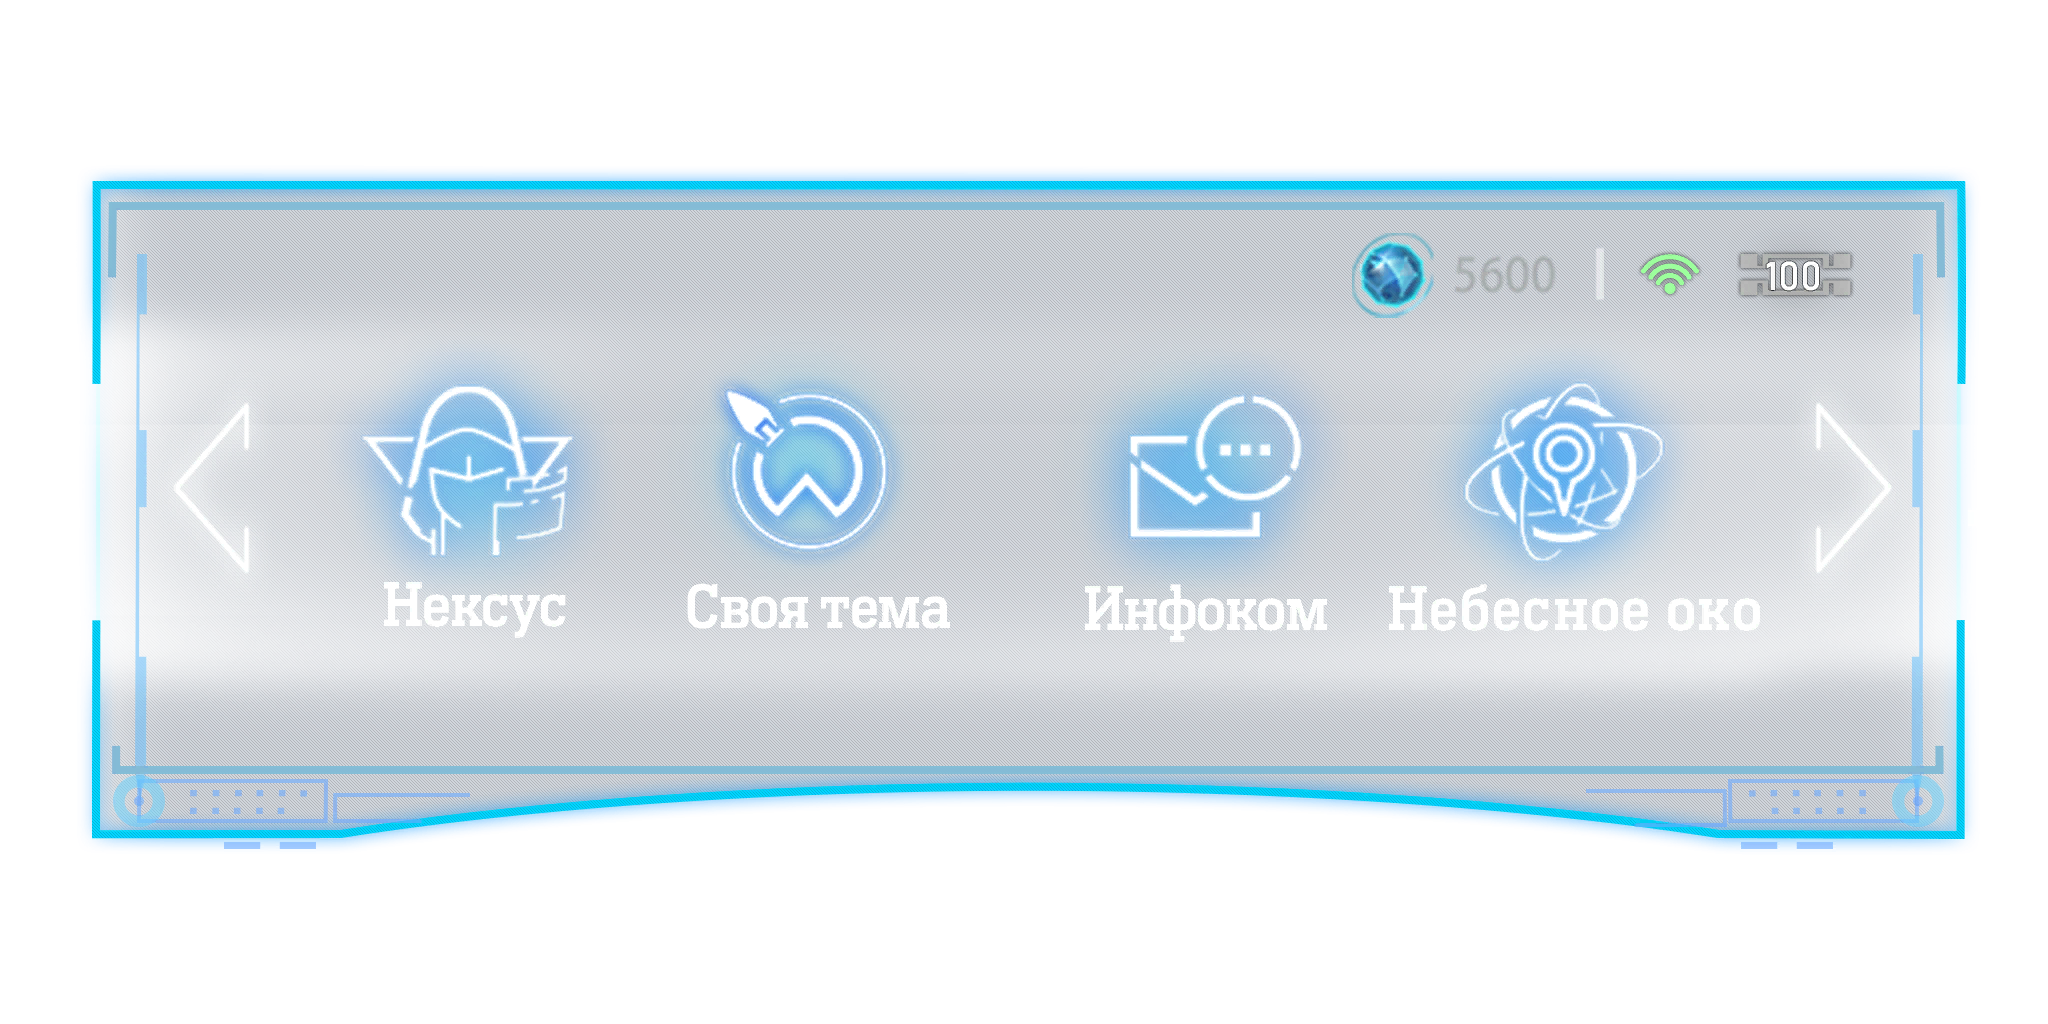 5600
100
Нексус
Своя тема
Инфоком
Небесное око